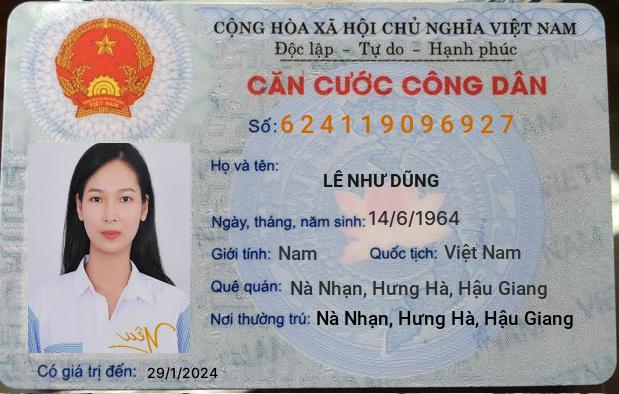 CỘNG HÒA XÃ HỘI CHỦ NGHĨA VIỆT NAM
Độc lập - Tự do - Hạnh phúc
CĂN CƯỚC CÔNG DÂN
Số: 624119096927
Họ và tên:
LÊ NHƯ DŨNG
Ngày, tháng, năm sinh: 14/6/1964
Giới tính: Nam Quốc tịch: Việt Nam
Quê quán: Nà Nhạn, Hưng Hà, Hậu Giang
Nơi thường trú: Nà Nhạn, Hưng Hà, Hậu Giang
Có giá trị đến: 29/1/2024
VIỆT NAM